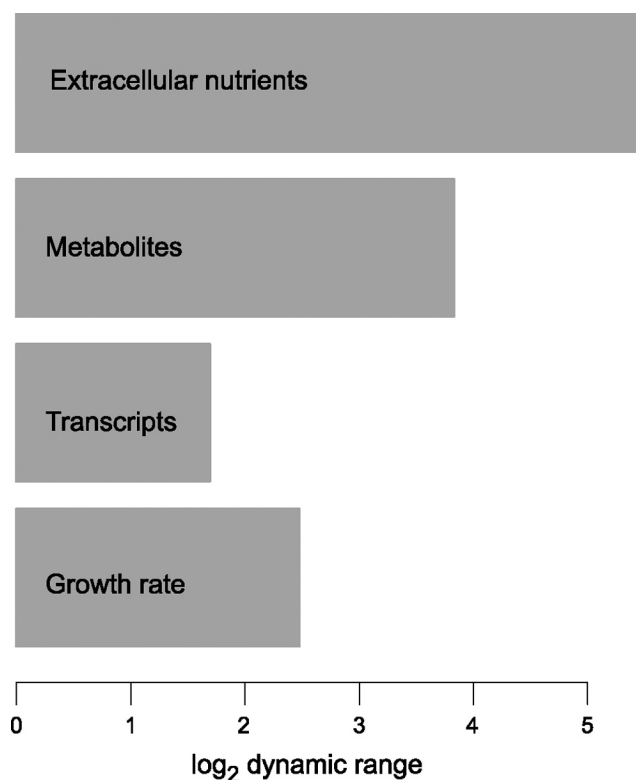 Extracellular nutrients
Metabolites
Transcripts
Growth rate
0 1 2 3 4 5
log₂ dynamic range